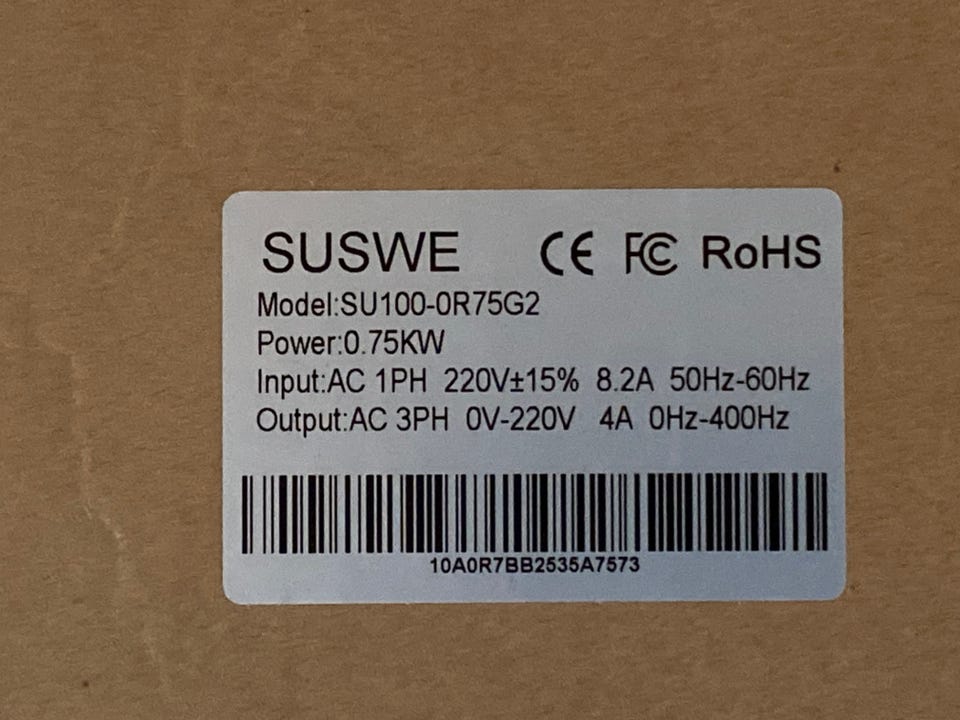 SUSWE CE FC RoHS
Model:SU100-0R75G2
Power:0.75KW
Input:AC 1PH 220V±15% 8.2A 50Hz-60Hz
Output:AC 3PH 0V-220V 4A 0Hz-400Hz
10A0R7BB2535A7573